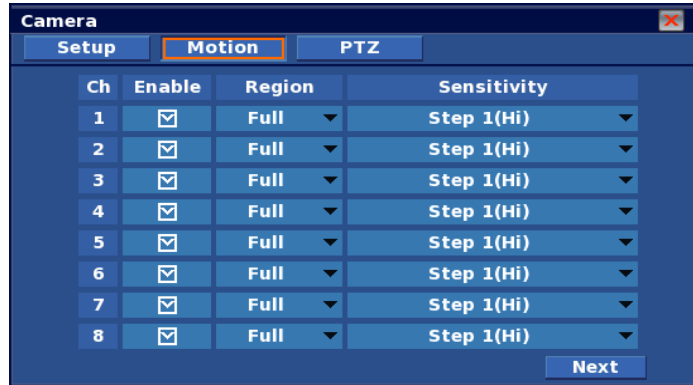 Camera
Setup Motion PTZ
Ch Enable Region Sensitivity
1 Full Step 1(Hi)
2 Full Step 1(Hi)
3 Full Step 1(Hi)
4 Full Step 1(Hi)
5 Full Step 1(Hi)
6 Full Step 1(Hi)
7 Full Step 1(Hi)
8 Full Step 1(Hi)
Next